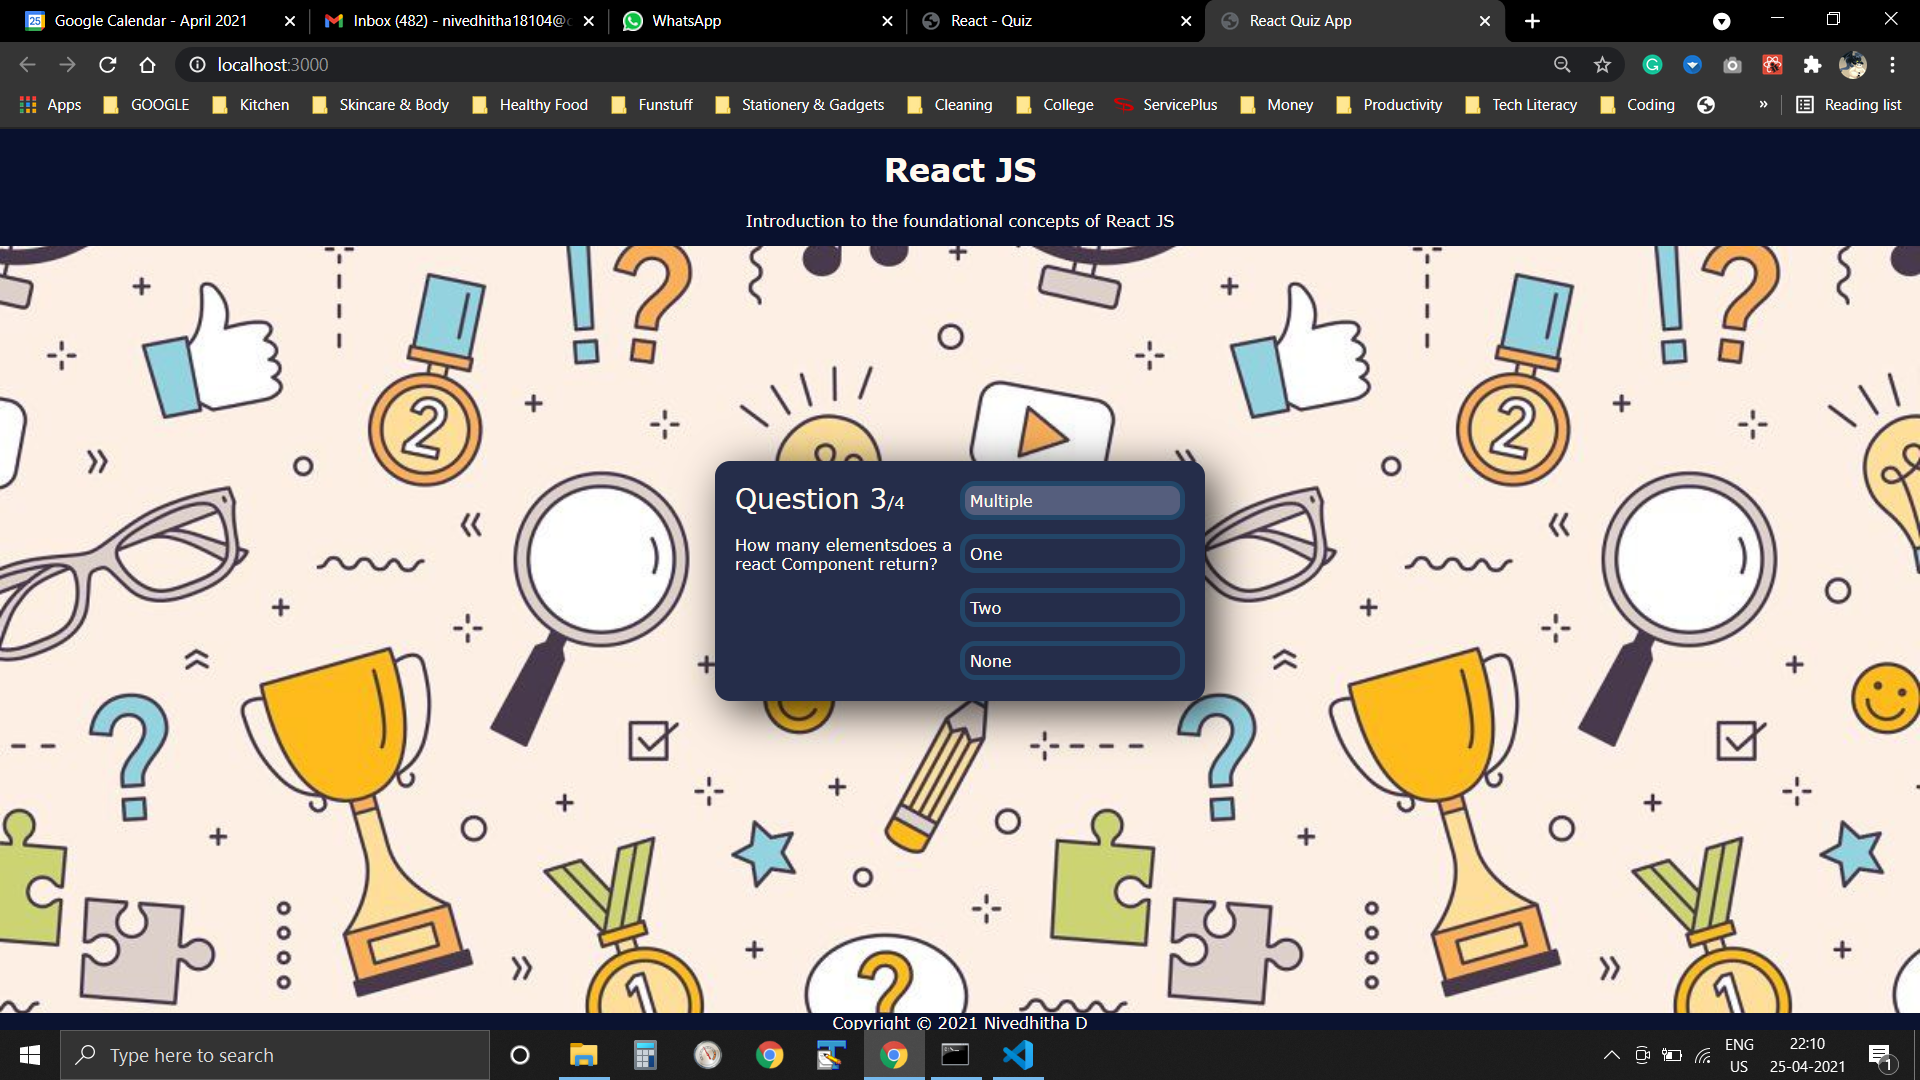 Google Calendar - April 2021
Inbox (482) - nivedhitha18104@
WhatsApp
React - Quiz
React Quiz App
localhost:3000
Apps
GOOGLE
Kitchen
Skincare & Body
Healthy Food
Funstuff
Stationery & Gadgets
Cleaning
College
ServicePlus
Money
Productivity
Tech Literacy
Coding
»
Reading list
React JS
Introduction to the foundational concepts of React JS
Question 3/4
How many elementsdoes a
react Component return?
Multiple
One
Two
None
Copyright © 2021 Nivedhitha D
Type here to search
ENG
US
22:10
25-04-2021
1